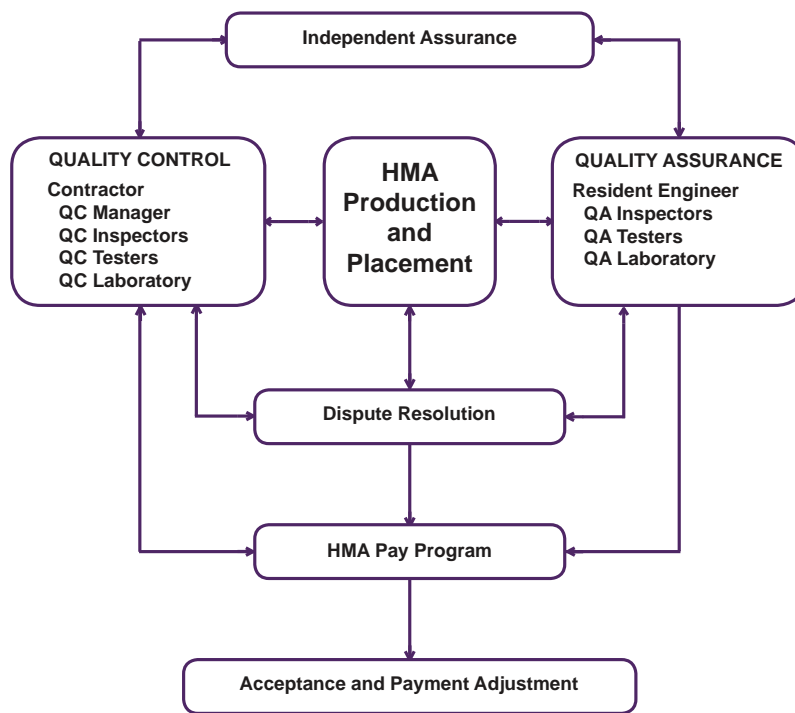 Independent Assurance
QUALITY CONTROL
Contractor
QC Manager
QC Inspectors
QC Testers
QC Laboratory
HMA
Production
and
Placement
QUALITY ASSURANCE
Resident Engineer
QA Inspectors
QA Testers
QA Laboratory
Dispute Resolution
HMA Pay Program
Acceptance and Payment Adjustment